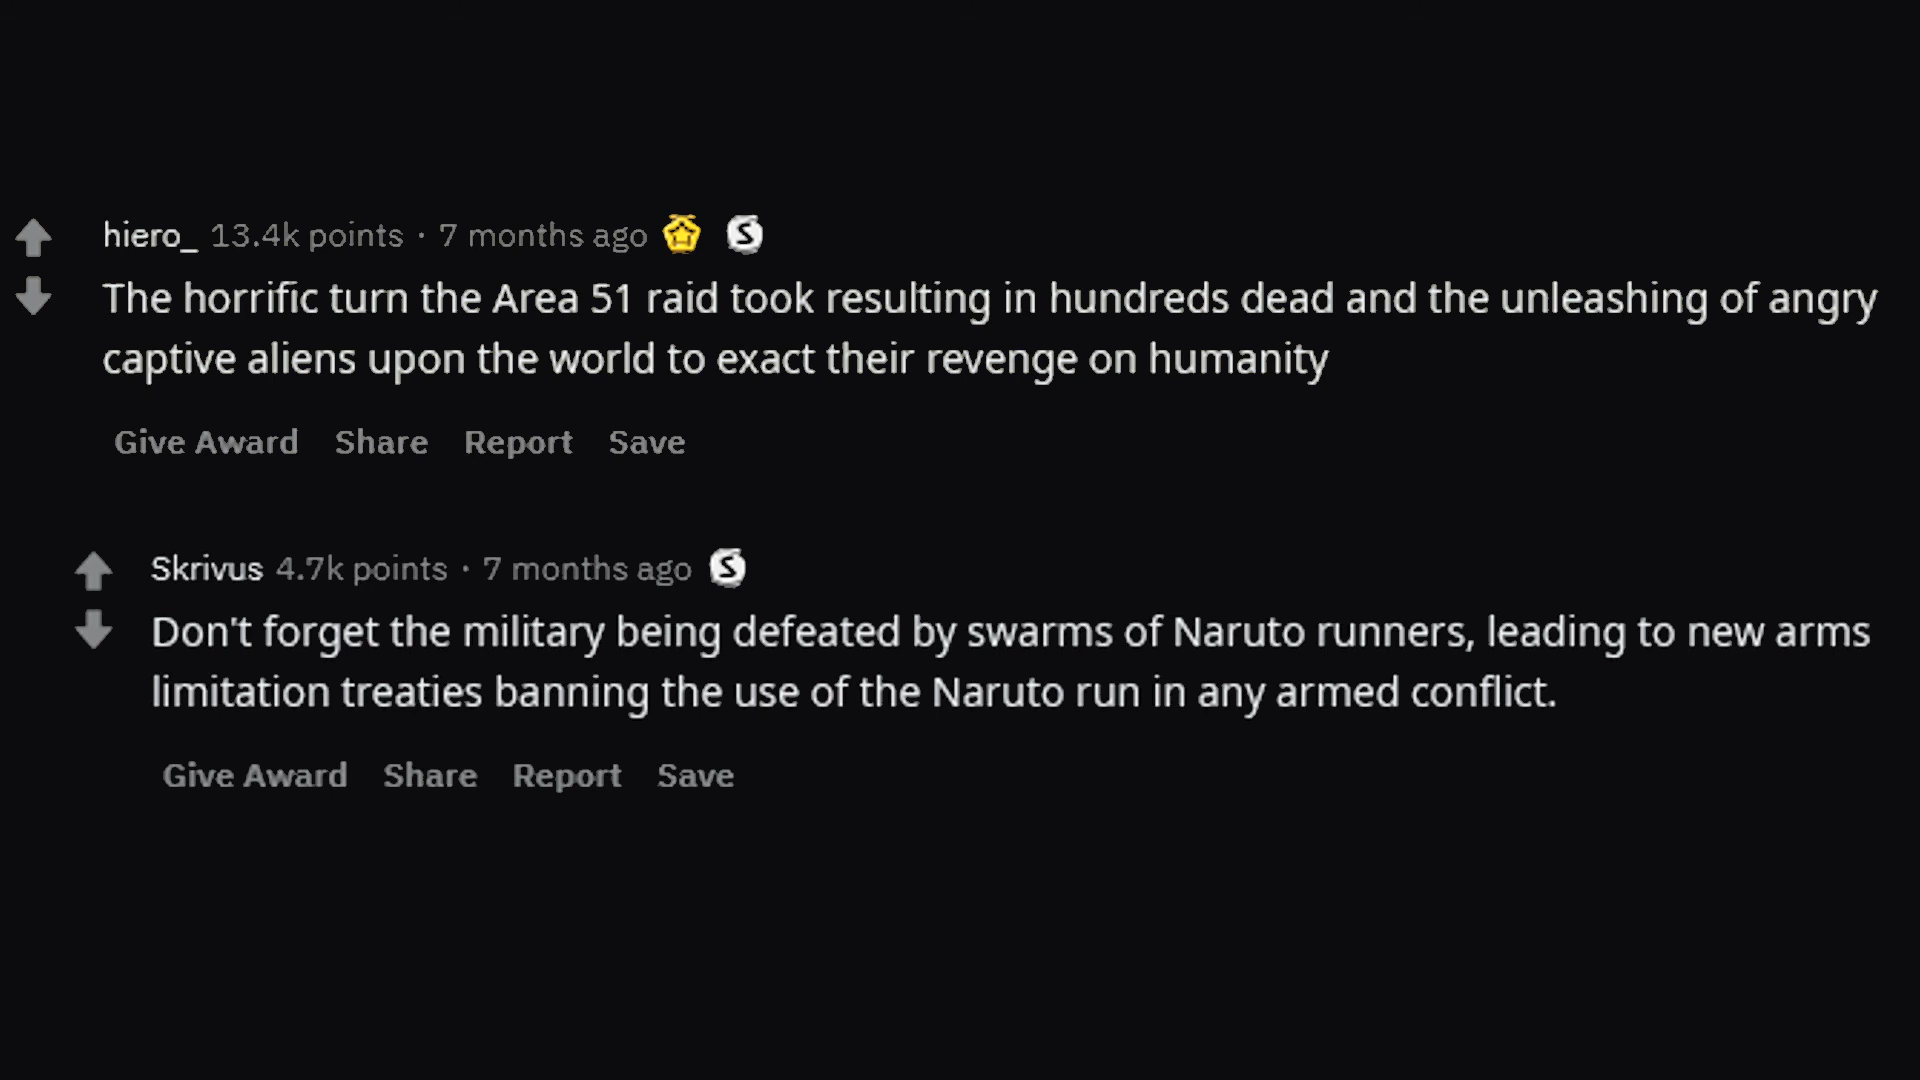 hiero_ 13.4k points · 7 months ago S
The horrific turn the Area 51 raid took resulting in hundreds dead and the unleashing of angry
captive aliens upon the world to exact their revenge on humanity
Give Award Share Report Save
Skrivus 4.7k points · 7 months ago S
Don't forget the military being defeated by swarms of Naruto runners, leading to new arms
limitation treaties banning the use of the Naruto run in any armed conflict.
Give Award Share Report Save